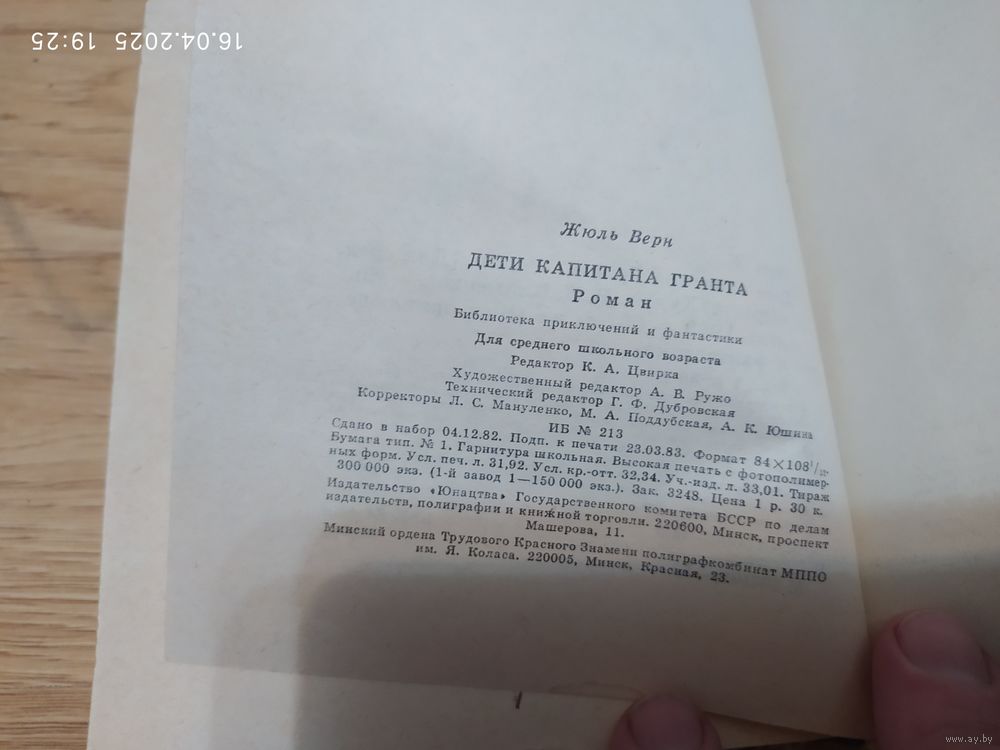 16.04.2025 19:25
Жюль Верн
ДЕТИ КАПИТАНА ГРАНТА
Роман
Библиотека приключений и фантастики
Для среднего школьного возраста
Редактор К. А. Цвирка
Художественный редактор А. В. Ружо
Технический редактор Г. Ф. Дубровская
Корректоры Л. С. Мануленко, М. А. Поддубская, А. К. Юшина
ИБ № 213
Сдано в набор 04.12.82. Подп. к печати 23.03.83. Формат 84×108¹/₃₂.
Бумага тип. № 1. Гарнитура школьная. Высокая печать с фотополимер-
ных форм. Усл. печ. л. 31,92. Усл. кр.-отт. 32,34. Уч.-изд. л. 33,01. Тираж
300 000 экз. (1-й завод 1—150 000 экз.). Зак. 3248. Цена 1 р. 30 к.
Издательство «Юнацтва» Государственного комитета БССР по делам
издательств, полиграфии и книжной торговли. 220600, Минск, проспект
Машерова, 11.
Минский ордена Трудового Красного Знамени полиграфкомбинат МППО
им. Я. Коласа. 220005, Минск, Красная, 23.
www.ay.by